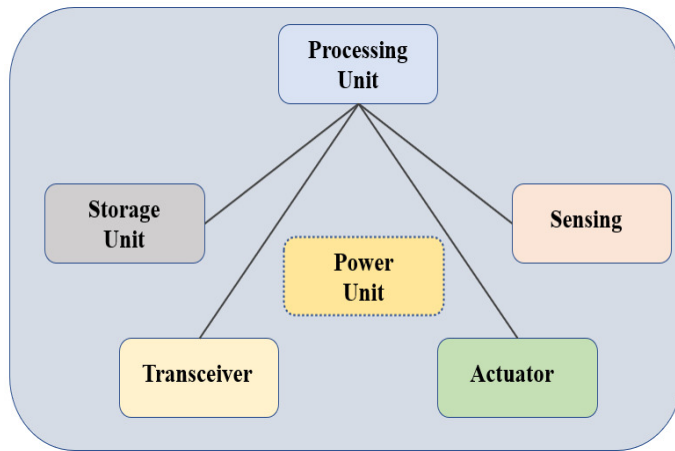 Processing
Unit
Storage
Unit
Sensing
Power
Unit
Transceiver
Actuator